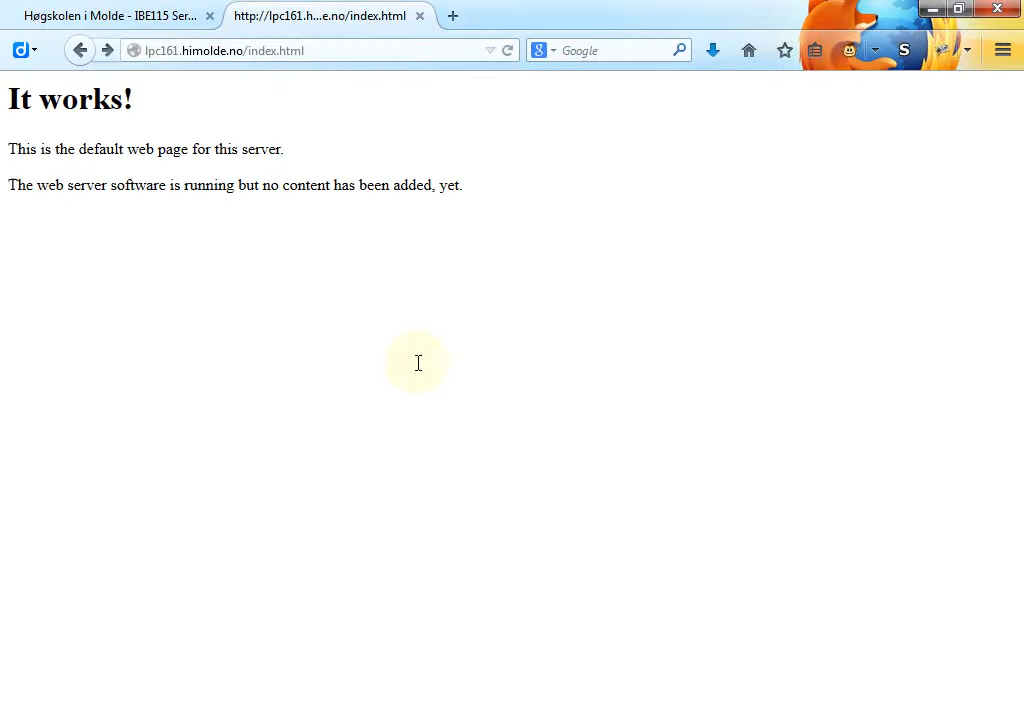 Høgskolen i Molde - IBE115 Ser...
http://lpc161.h...e.no/index.html
lpc161.himolde.no/index.html
Google
It works!
This is the default web page for this server.
The web server software is running but no content has been added, yet.